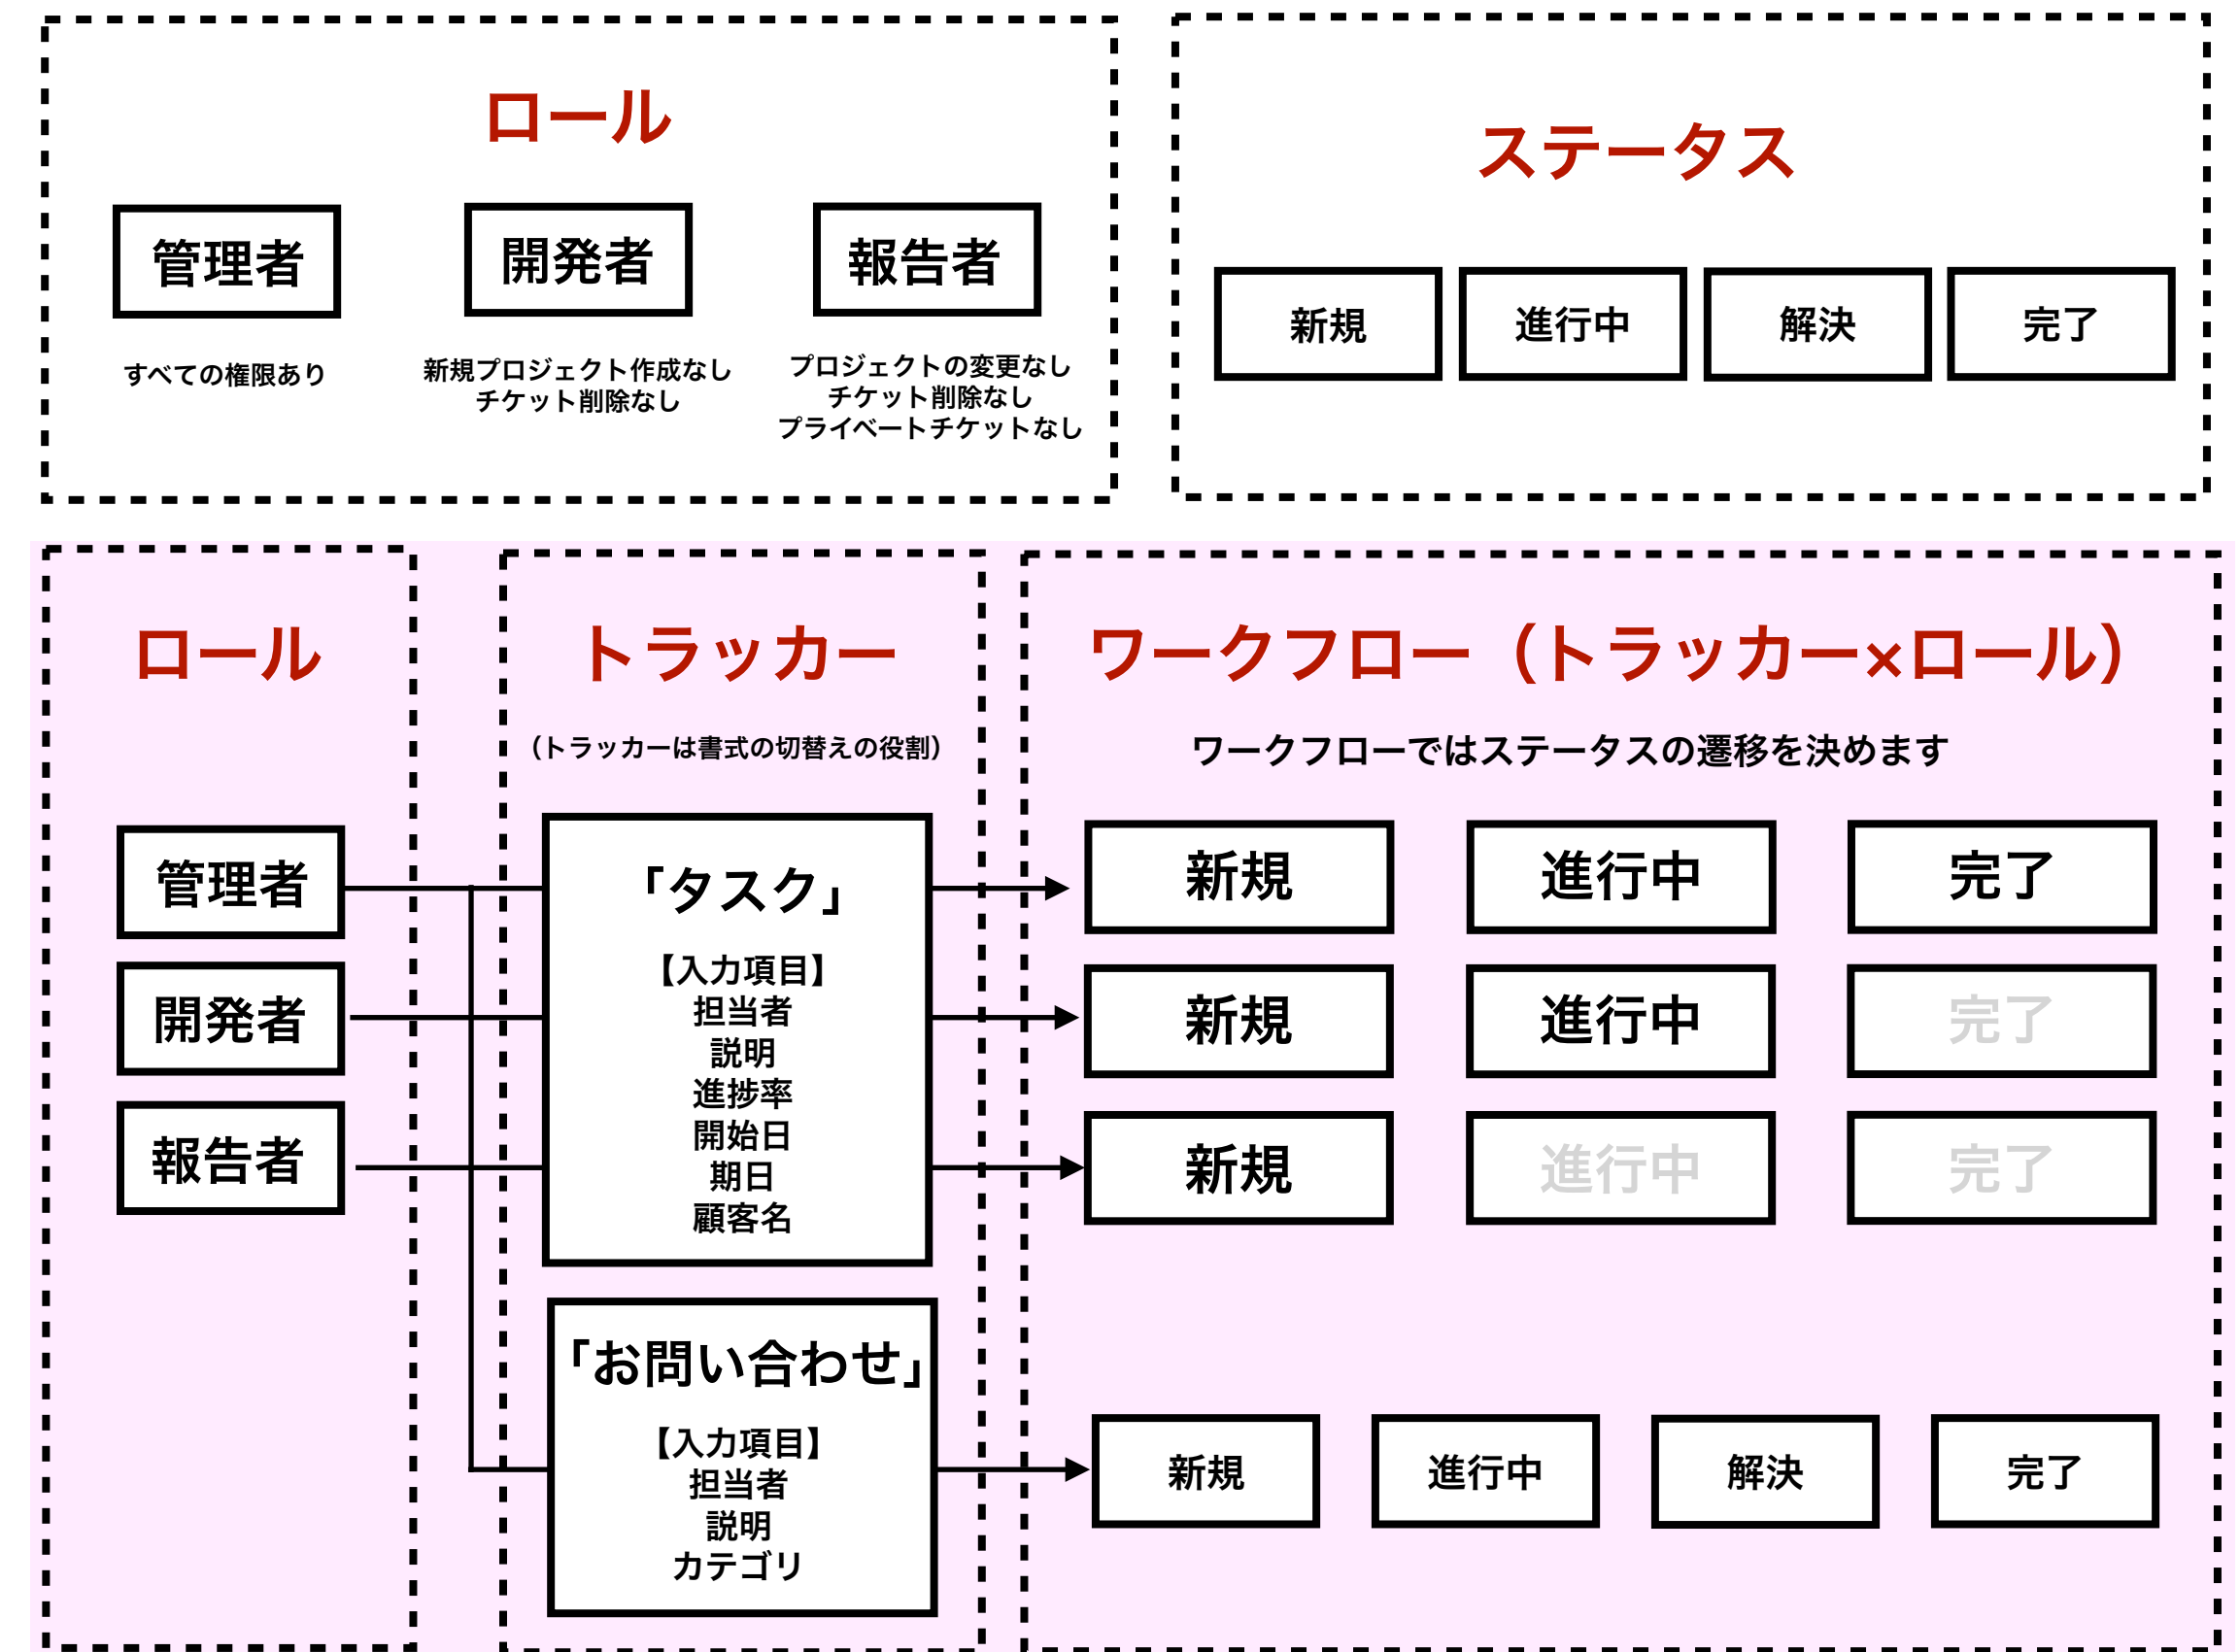 ロール
管理者
すべての権限あり
開発者
新規プロジェクト作成なし
チケット削除なし
報告者
プロジェクトの変更なし
チケット削除なし
プライベートチケットなし
ステータス
新規
進行中
解決
完了
ロール
管理者
開発者
報告者
トラッカー
（トラッカーは書式の切替えの役割）
「タスク」
【入力項目】
担当者
説明
進捗率
開始日
期日
顧客名
「お問い合わせ」
【入力項目】
担当者
説明
カテゴリ
ワークフロー（トラッカー×ロール）
ワークフローではステータスの遷移を決めます
新規
進行中
完了
新規
進行中
完了
新規
進行中
完了
新規
進行中
解決
完了